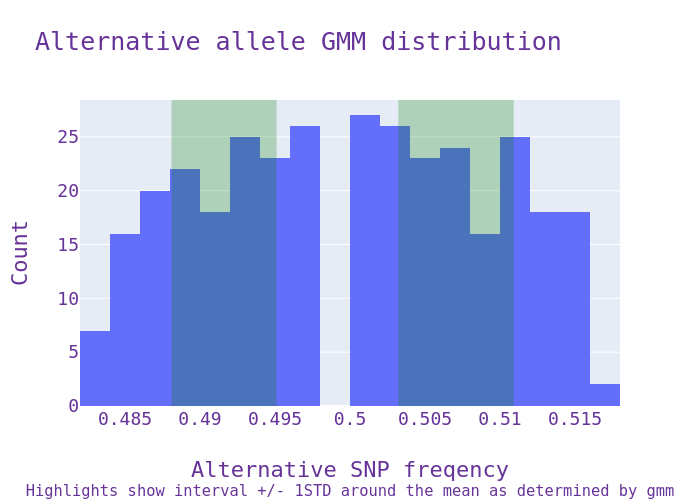 Alternative allele GMM distribution
25
20
15
10
5
0
Count
0.485 0.49 0.495 0.5 0.505 0.51 0.515
Alternative SNP freqency
Highlights show interval +/- 1STD around the mean as determined by gmm